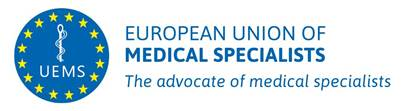 UEMS
EUROPEAN UNION OF
MEDICAL SPECIALISTS
The advocate of medical specialists